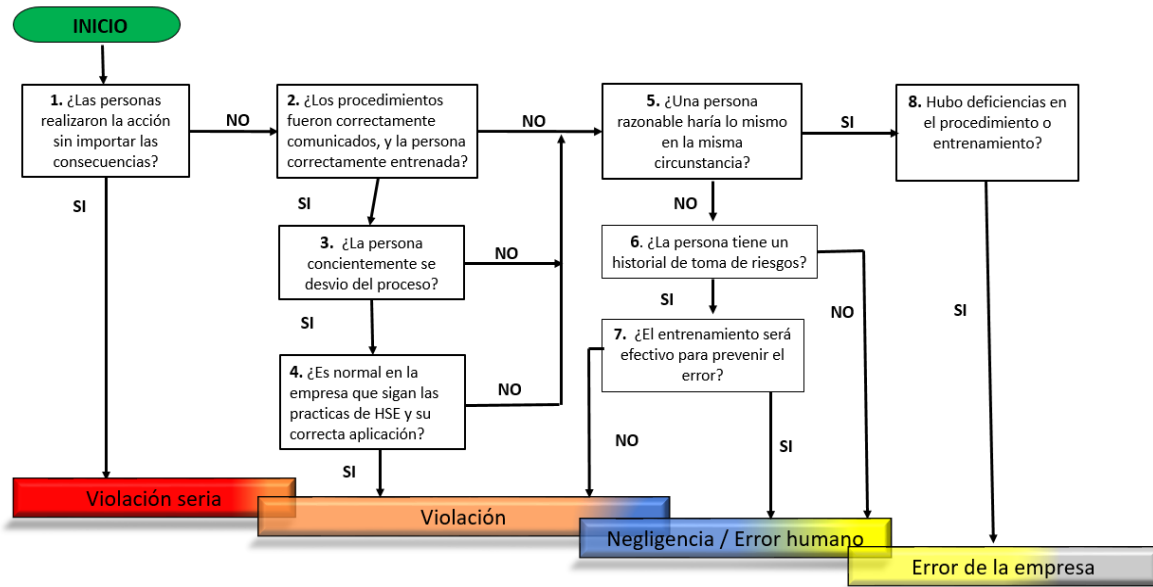 INICIO
1. ¿Las personas
realizaron la acción
sin importar las
consecuencias?
NO
2. ¿Los procedimientos
fueron correctamente
comunicados, y la persona
correctamente entrenada?
NO
5. ¿Una persona
razonable haría lo mismo
en la misma
circunstancia?
SI
8. Hubo deficiencias en
el procedimiento o
entrenamiento?
SI
SI
NO
3. ¿La persona
concientemente se
desvio del proceso?
NO
6. ¿La persona tiene un
historial de toma de riesgos?
SI
SI
NO
SI
7. ¿El entrenamiento será
efectivo para prevenir el
error?
4. ¿Es normal en la
empresa que sigan las
practicas de HSE y su
correcta aplicación?
NO
NO
SI
SI
Violación seria
Violación
Negligencia / Error humano
Error de la empresa